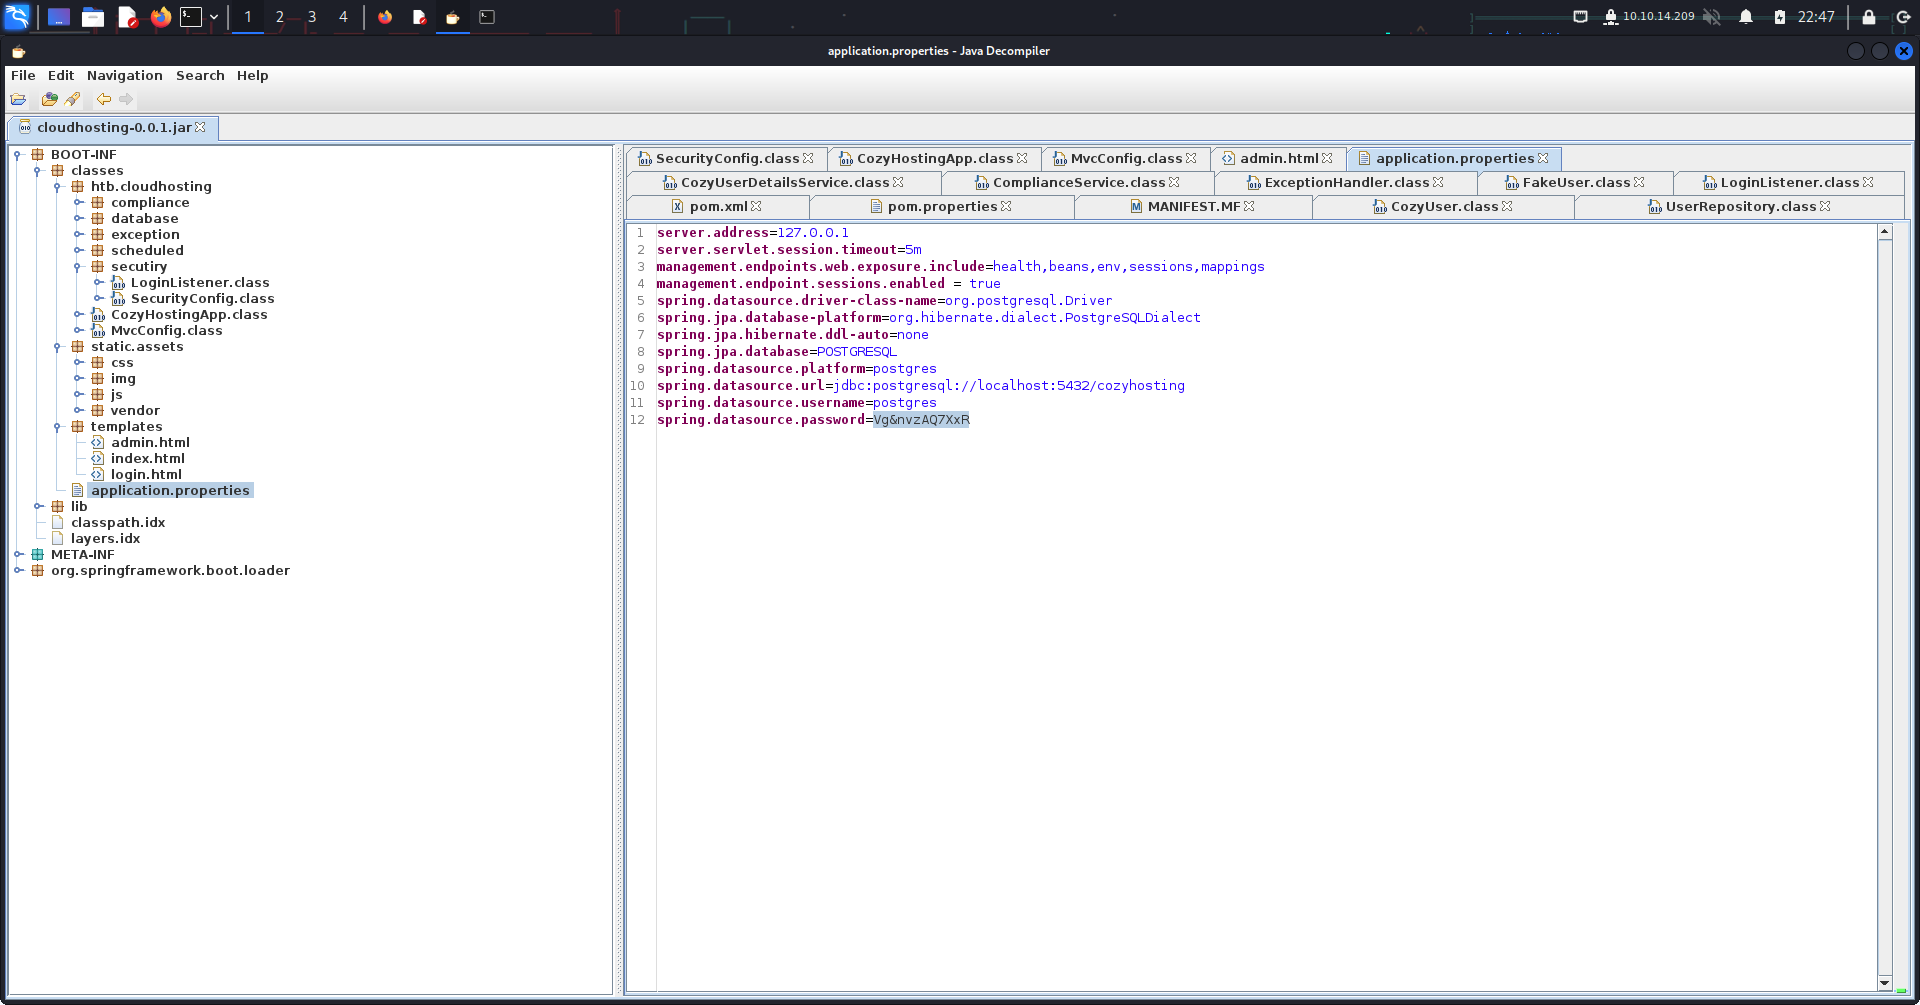 1 2 3 4
10.10.14.209
22:47
application.properties - Java Decompiler
File Edit Navigation Search Help
cloudhosting-0.0.1.jar
BOOT-INF
classes
htb.cloudhosting
compliance
database
exception
scheduled
secutiry
LoginListener.class
SecurityConfig.class
CozyHostingApp.class
MvcConfig.class
static.assets
css
img
js
vendor
templates
admin.html
index.html
login.html
application.properties
lib
classpath.idx
layers.idx
META-INF
org.springframework.boot.loader
SecurityConfig.class CozyHostingApp.class MvcConfig.class admin.html application.properties
CozyUserDetailsService.class ComplianceService.class ExceptionHandler.class FakeUser.class LoginListener.class
pom.xml pom.properties MANIFEST.MF CozyUser.class UserRepository.class
1 server.address=127.0.0.1
2 server.servlet.session.timeout=5m
3 management.endpoints.web.exposure.include=health,beans,env,sessions,mappings
4 management.endpoint.sessions.enabled = true
5 spring.datasource.driver-class-name=org.postgresql.Driver
6 spring.jpa.database-platform=org.hibernate.dialect.PostgreSQLDialect
7 spring.jpa.hibernate.ddl-auto=none
8 spring.jpa.database=POSTGRESQL
9 spring.datasource.platform=postgres
10 spring.datasource.url=jdbc:postgresql://localhost:5432/cozyhosting
11 spring.datasource.username=postgres
12 spring.datasource.password=Vg&nvzAQ7XxR